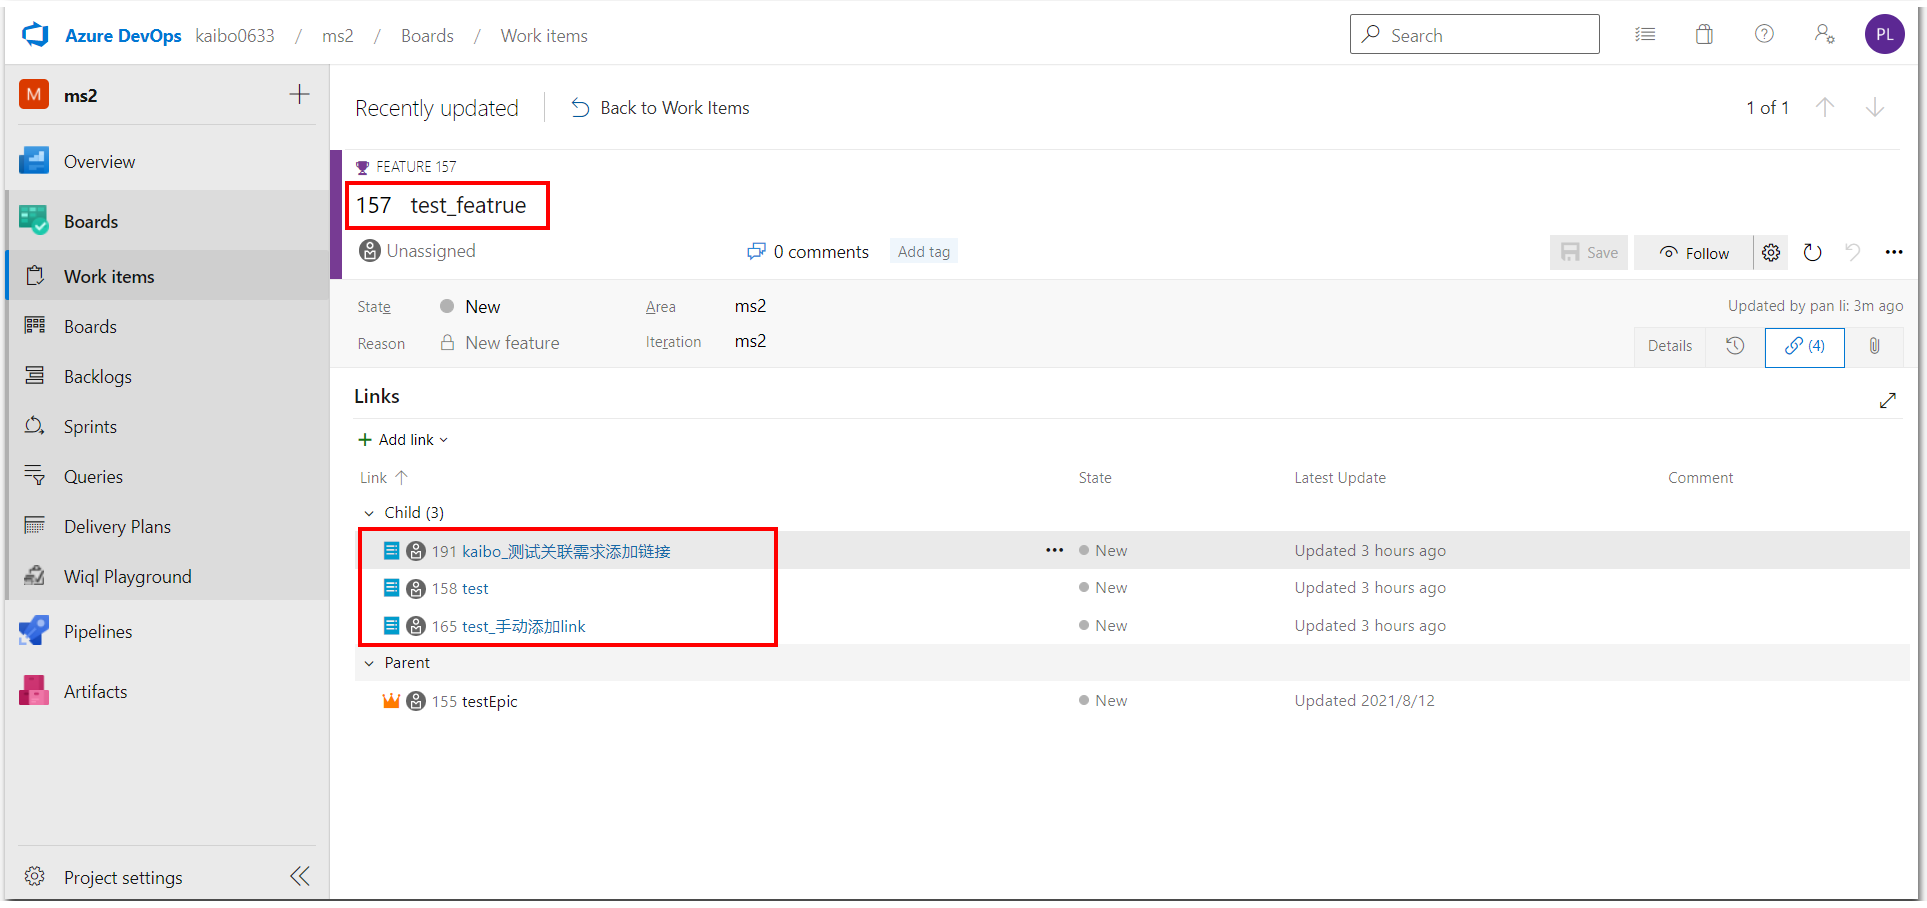 Azure DevOps kaibo0633 / ms2 / Boards / Work items
Search
PL
M ms2
Overview
Boards
Work items
Boards
Backlogs
Sprints
Queries
Delivery Plans
Wiql Playground
Pipelines
Artifacts
Project settings
Recently updated Back to Work Items
1 of 1
FEATURE 157
157 test_featrue
Unassigned 0 comments Add tag
Save Follow
State New Area ms2
Updated by pan li: 3m ago
Reason New feature Iteration ms2
Details (4)
Links
Add link
Link State Latest Update Comment
Child (3)
191 kaibo_测试关联需求添加链接 New Updated 3 hours ago
158 test New Updated 3 hours ago
165 test_手动添加link New Updated 3 hours ago
Parent
155 testEpic New Updated 2021/8/12